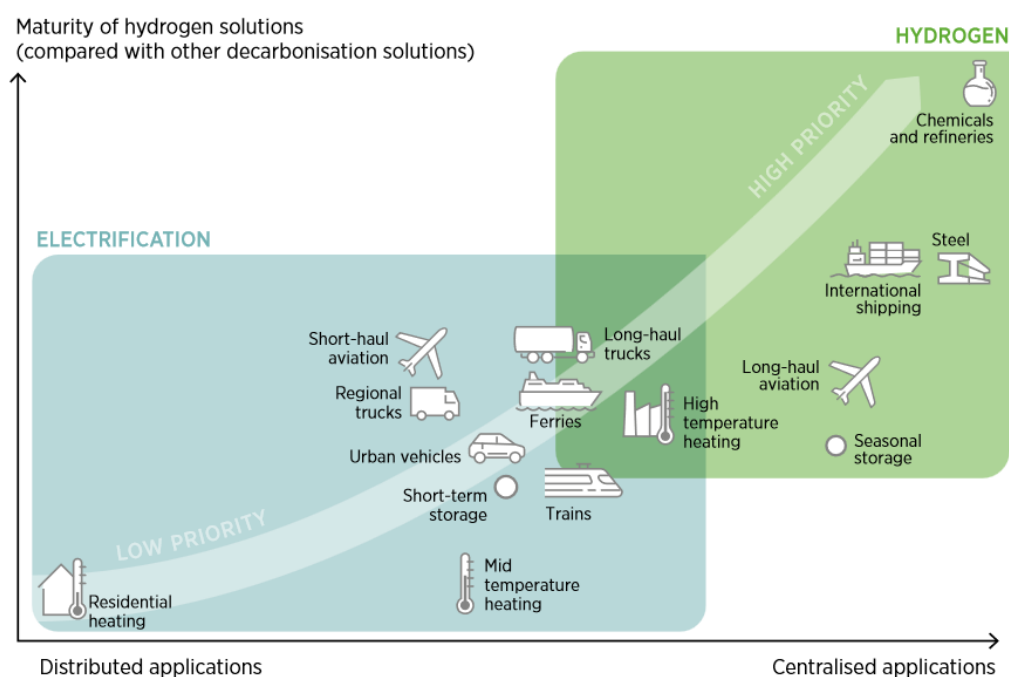 Maturity of hydrogen solutions
(compared with other decarbonisation solutions)
HYDROGEN
HIGH PRIORITY
Chemicals
and refineries
ELECTRIFICATION
Steel
International
shipping
Short-haul
aviation
Long-haul
trucks
Long-haul
aviation
Regional
trucks
Ferries
High
temperature
heating
Urban vehicles
Seasonal
storage
Short-term
storage
Trains
LOW PRIORITY
Mid
temperature
heating
Residential
heating
Distributed applications
Centralised applications